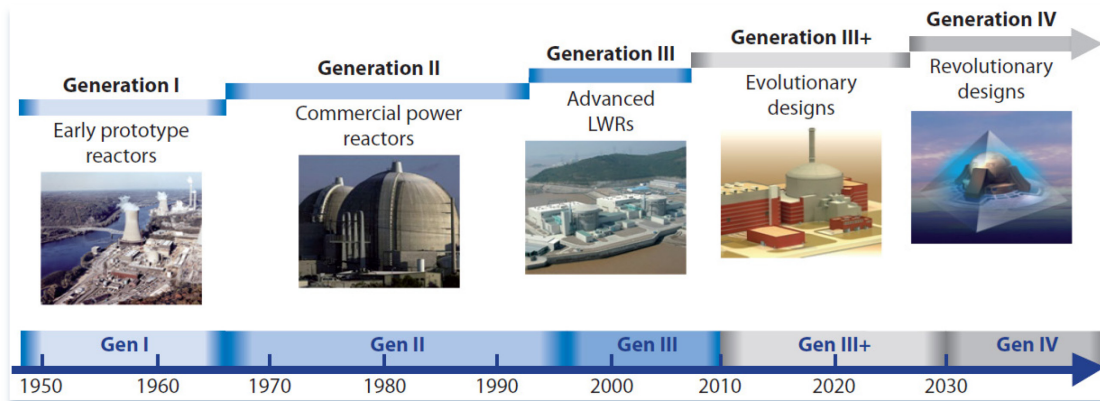 Generation I
Early prototype
reactors
Generation II
Commercial power
reactors
Generation III
Advanced
LWRs
Generation III+
Evolutionary
designs
Generation IV
Revolutionary
designs
Gen I
Gen II
Gen III
Gen III+
Gen IV
1950 1960 1970 1980 1990 2000 2010 2020 2030